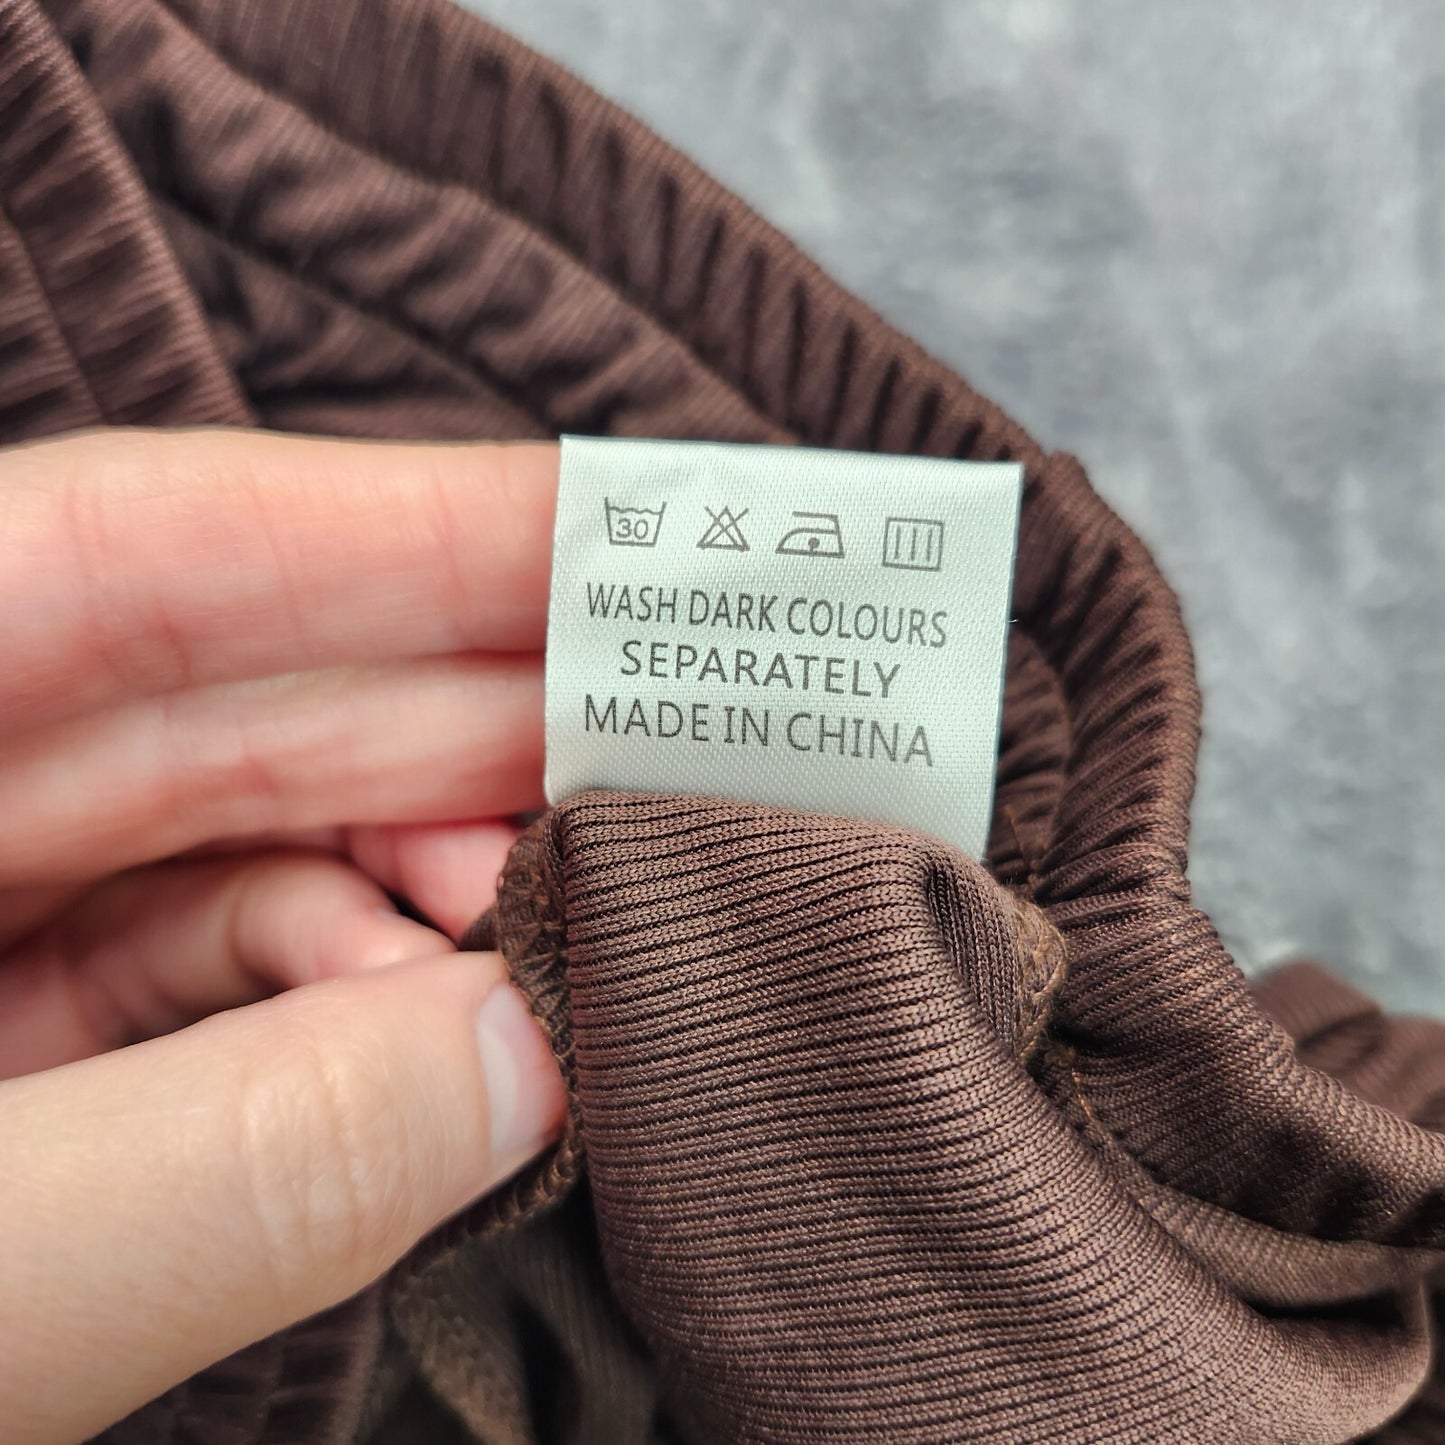 30
WASH DARK COLOURS
SEPARATELY
MADE IN CHINA